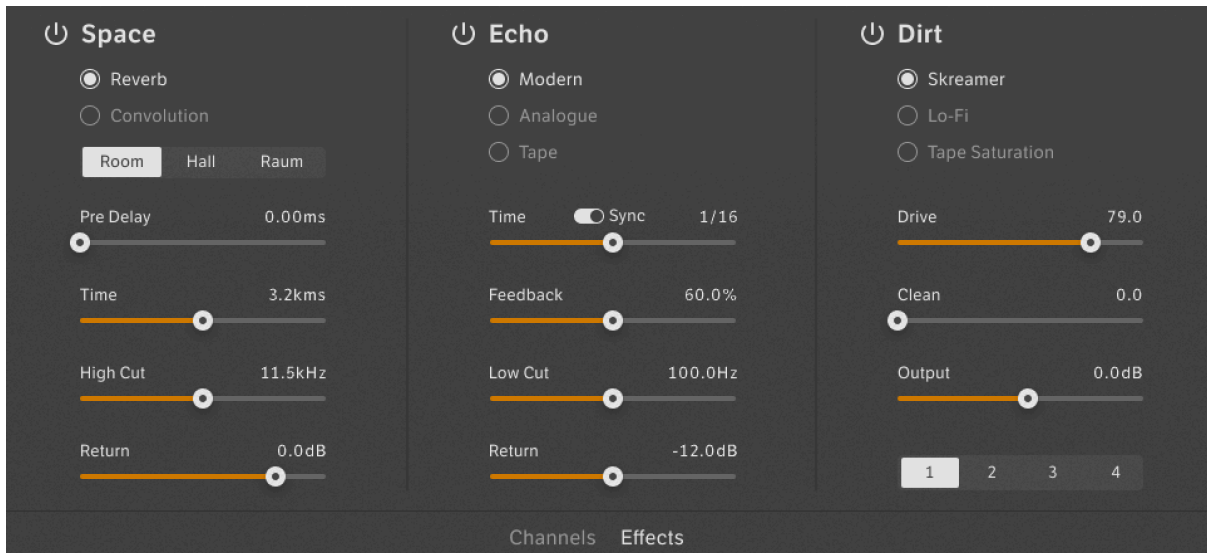 Space
Reverb
Convolution
Room Hall Raum
Pre Delay 0.00ms
Time 3.2kms
High Cut 11.5kHz
Return 0.0dB
Echo
Modern
Analogue
Tape
Time Sync 1/16
Feedback 60.0%
Low Cut 100.0Hz
Return -12.0dB
Dirt
Skreamer
Lo-Fi
Tape Saturation
Drive 79.0
Clean 0.0
Output 0.0dB
1 2 3 4
Channels Effects